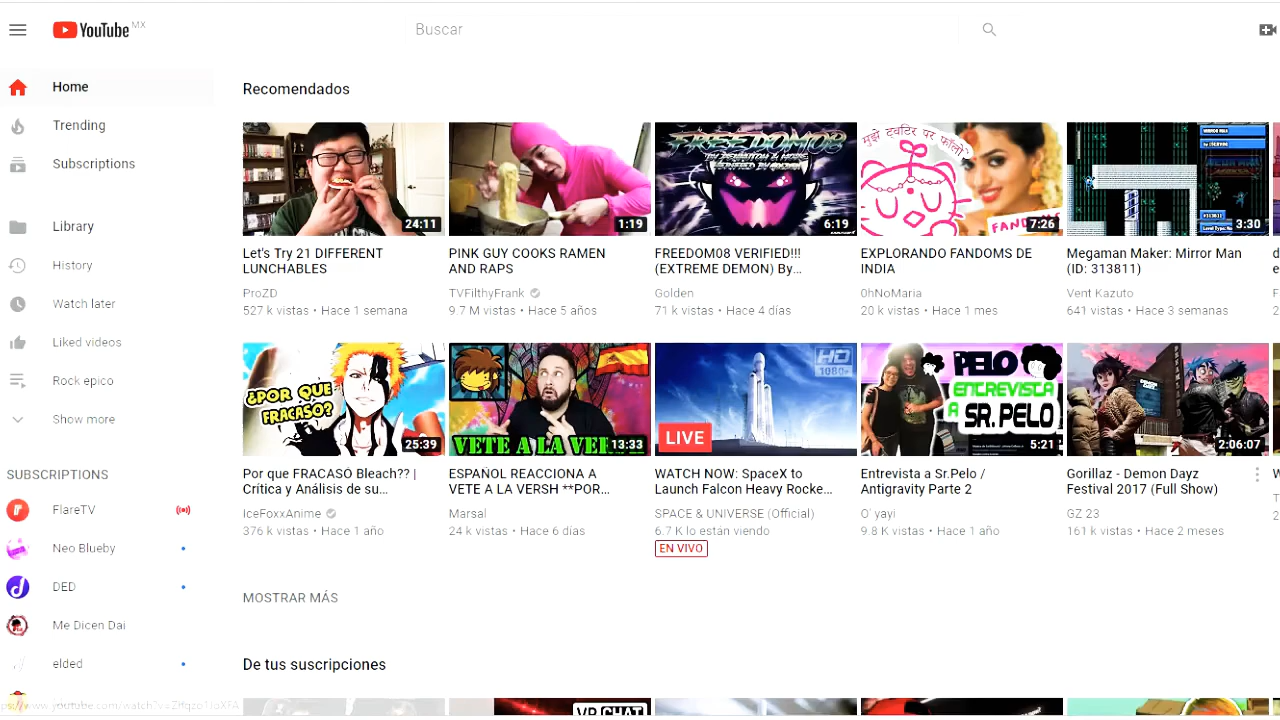 YouTube MX
Buscar
Home
Trending
Subscriptions
Library
History
Watch later
Liked videos
Rock epico
Show more
SUBSCRIPTIONS
FlareTV
Neo Blueby
DED
Me Dicen Dai
elded
Recomendados
24:11
Let's Try 21 DIFFERENT
LUNCHABLES
ProZD
527 k vistas • Hace 1 semana
1:19
PINK GUY COOKS RAMEN
AND RAPS
TVFilthyFrank
9.7 M vistas • Hace 5 años
FREEDOM08
6:19
FREEDOM08 VERIFIED!!!
(EXTREME DEMON) By...
Golden
71 k vistas • Hace 4 días
मुझे ट्वीटर पर फॉलो
7:26
EXPLORANDO FANDOMS DE
INDIA
0hNoMaria
20 k vistas • Hace 1 mes
MIRROR MAN
3:30
Megaman Maker: Mirror Man
(ID: 313811)
Vent Kazuto
641 vistas • Hace 3 semanas
¿POR QUE
FRACASO?
25:39
Por que FRACASÓ Bleach?? |
Crítica y Análisis de su...
IceFoxxAnime
376 k vistas • Hace 1 año
VETE A LA VER
13:33
ESPAÑOL REACCIONA A
VETE A LA VERSH **POR...
Marsal
24 k vistas • Hace 6 días
HD
1080+
LIVE
WATCH NOW: SpaceX to
Launch Falcon Heavy Rocke...
SPACE & UNIVERSE (Official)
6.7 K lo están viendo
EN VIVO
PELO
ENTREVISTA
A SR. PELO
5:21
Entrevista a Sr.Pelo /
Antigravity Parte 2
O' yayi
9.8 K vistas • Hace 1 año
2:06:07
Gorillaz - Demon Dayz
Festival 2017 (Full Show)
GZ 23
161 k vistas • Hace 2 meses
MOSTRAR MÁS
De tus suscripciones
VR CHAT